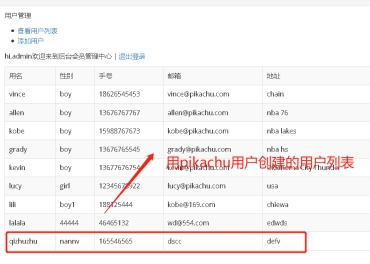 用户管理
查看用户列表
添加用户
hi,admin欢迎来到后台会员管理中心 | 退出登录
用名 性别 手号 邮箱 地址
vince boy 18626545453 vince@pikachu.com chain
allen boy 13676767767 allen@pikachu.com nba 76
kobe boy 15988767673 kobe@pikachu.com nba lakes
grady boy 13676765545 grady@pikachu.com nba hs
kevin boy 13677676754
lucy girl 12345678922 lucy@pikachu.com usa
lili boy1 188125444 kobe@169.com chiewa
lalala 44444 46465132 wd@554.com edwds
qizhuzhu nannv 165546565 dscc defv
用pikachu用户创建的用户列表